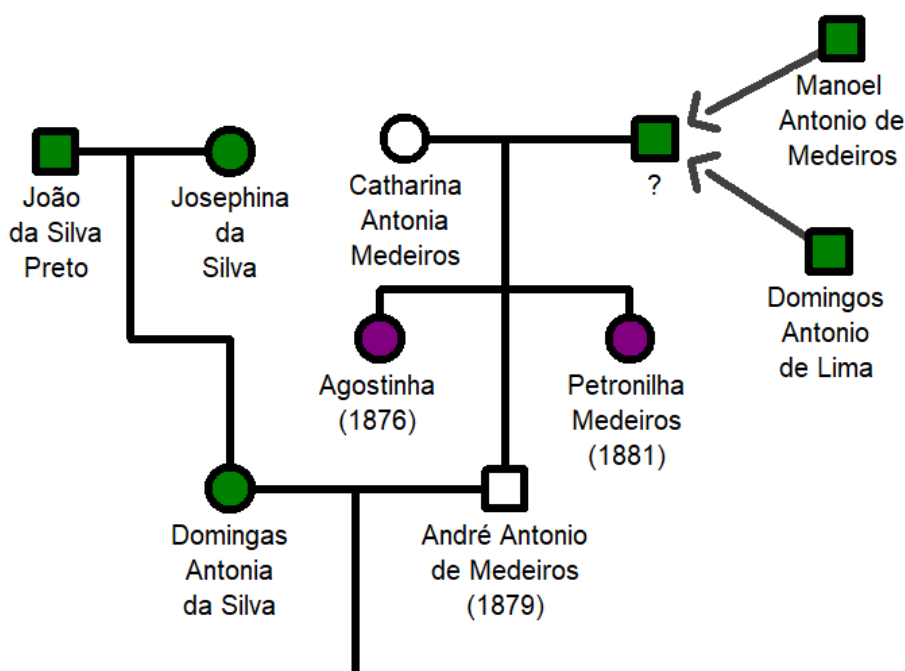 Manoel
Antonio de
Medeiros
João
da Silva
Preto
Josephina
da
Silva
Catharina
Antonia
Medeiros
?
Domingos
Antonio
de Lima
Agostinha
(1876)
Petronilha
Medeiros
(1881)
Domingas
Antonia
da Silva
André Antonio
de Medeiros
(1879)